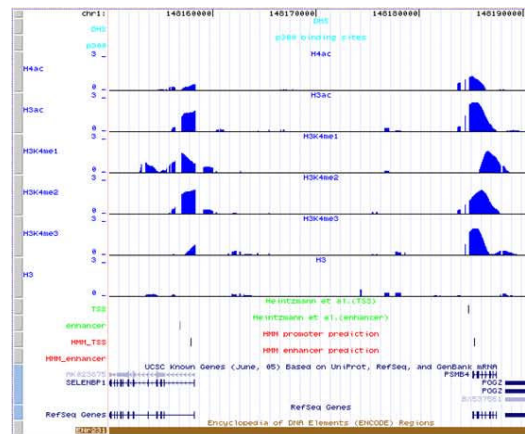 chr1: 148160000 148170000 148180000 148190000
DHS
DHS
p300 binding sites
p300
H4ac
3
H4ac
0
H3ac
3
H3ac
0
H3K4me1
3
H3K4me1
0
H3K4me2
3
H3K4me2
0
H3K4me3
3
H3K4me3
0
H3
3
H3
0
Heintzmann et al.(TSS)
TSS
Heintzmann et al.(enhancer)
enhancer
HMM promoter prediction
HMM_TSS
HMM enhancer prediction
HMM_enhancer
UCSC Known Genes (June, 05) Based on UniProt, RefSeq, and GenBank mRNA
PSMB4
SELENBP1 POGZ
POGZ
RefSeq Genes
RefSeq Genes
Encyclopedia of DNA Elements (ENCODE) Regions
ENr231